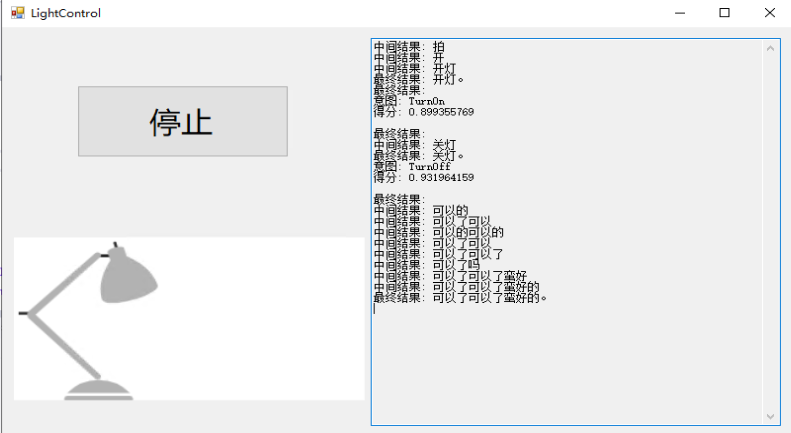 LightControl
停止
中间结果: 拍
中间结果: 开
中间结果: 开灯
最终结果: 开灯。
最终结果:
意图: TurnOn
得分: 0.899355769
最终结果:
中间结果: 关灯
最终结果: 关灯。
意图: TurnOff
得分: 0.931964159
最终结果:
中间结果: 可以的
中间结果: 可以了可以
中间结果: 可以的可以的
中间结果: 可以了可以
中间结果: 可以了可以了
中间结果: 可以了吗
中间结果: 可以了可以了蛮好
中间结果: 可以了可以了蛮好的
最终结果: 可以了可以了蛮好的。